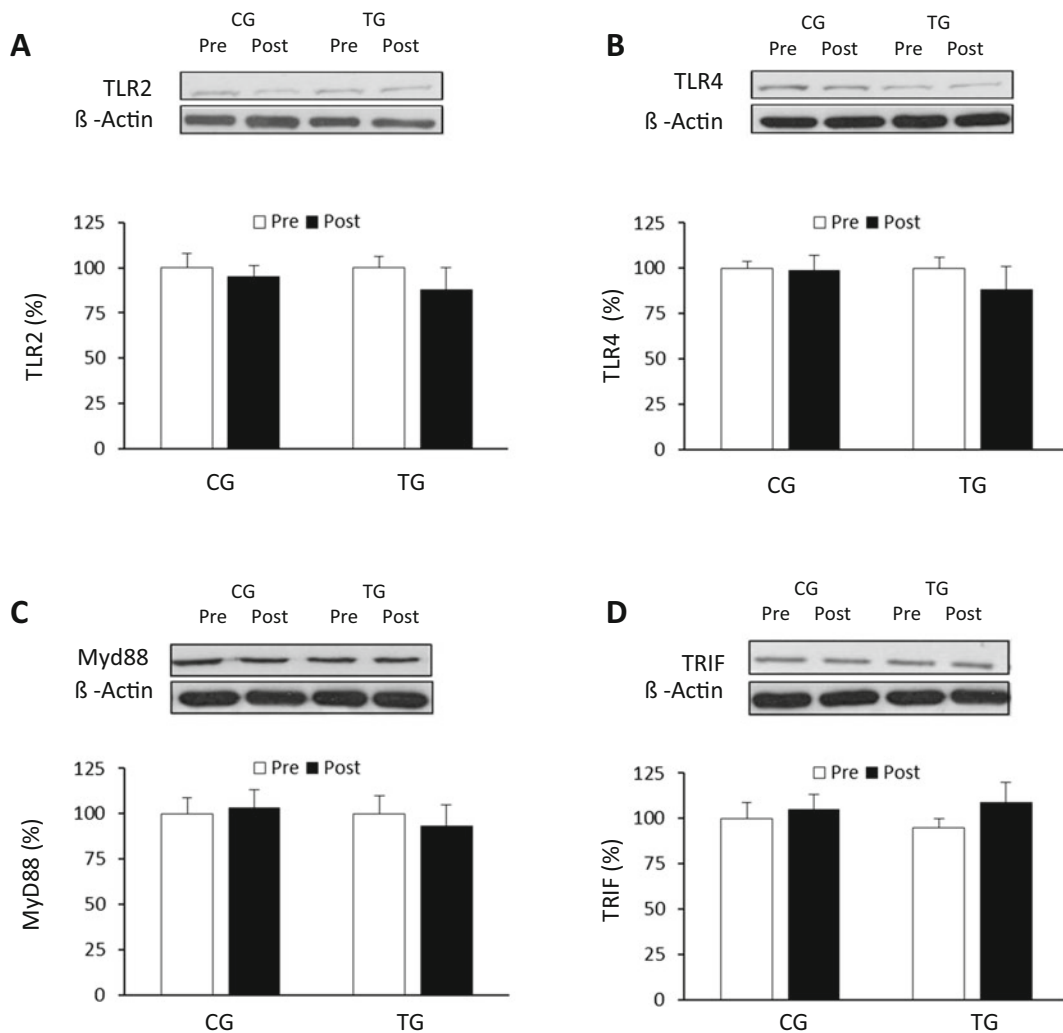 A
CG TG
Pre Post Pre Post
TLR2
ß -Actin
Pre Post
125
100
75
50
25
0
TLR2 (%)
CG TG
B
CG TG
Pre Post Pre Post
TLR4
ß -Actin
Pre Post
125
100
75
50
25
0
TLR4 (%)
CG TG
C
CG TG
Pre Post Pre Post
Myd88
ß -Actin
Pre Post
125
100
75
50
25
0
MyD88 (%)
CG TG
D
CG TG
Pre Post Pre Post
TRIF
ß -Actin
Pre Post
125
100
75
50
25
0
TRIF (%)
CG TG